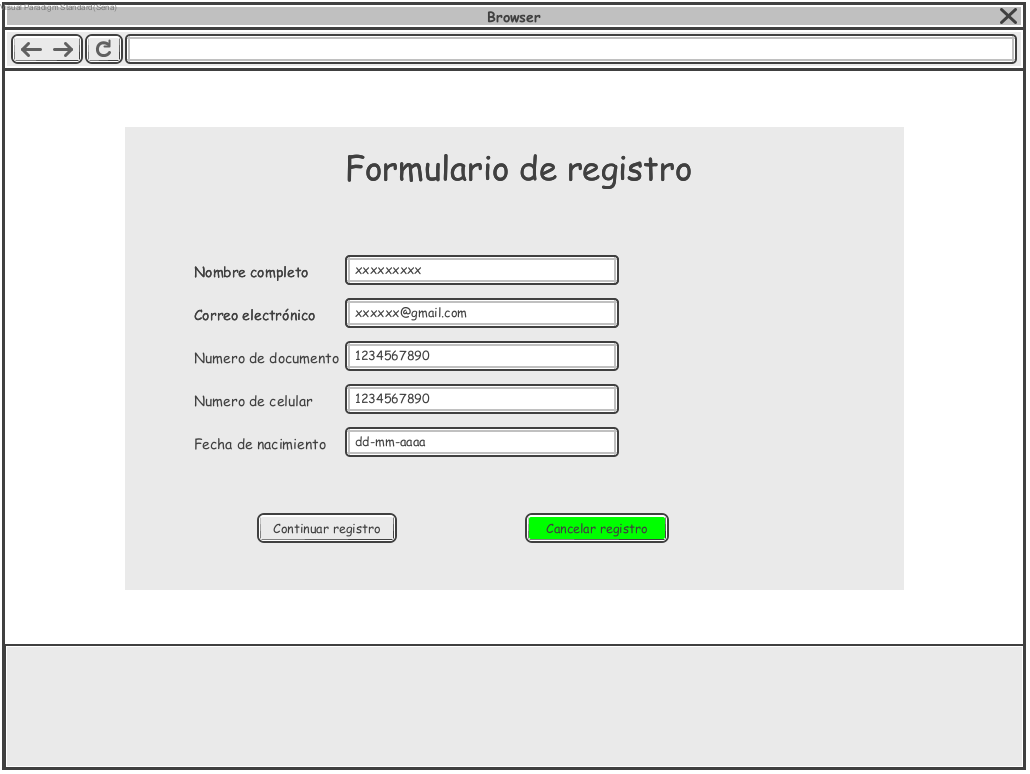 Visual Paradigm Standard(Sena)
Browser
Formulario de registro
Nombre completo xxxxxxxxx
Correo electrónico xxxxxx@gmail.com
Numero de documento 1234567890
Numero de celular 1234567890
Fecha de nacimiento dd-mm-aaaa
Continuar registro Cancelar registro